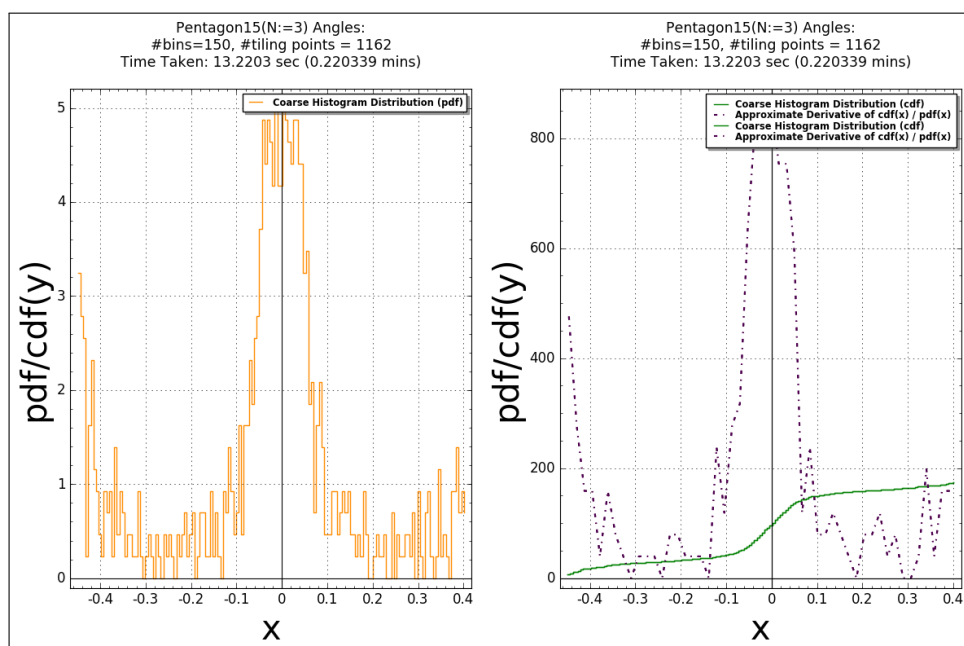 Pentagon15(N:=3) Angles:
#bins=150, #tiling points = 1162
Time Taken: 13.2203 sec (0.220339 mins)
Coarse Histogram Distribution (pdf)
5
4
3
2
1
0
pdf/cdf(y)
-0.4 -0.3 -0.2 -0.1 0 0.1 0.2 0.3 0.4
x
Pentagon15(N:=3) Angles:
#bins=150, #tiling points = 1162
Time Taken: 13.2203 sec (0.220339 mins)
Coarse Histogram Distribution (cdf)
Approximate Derivative of cdf(x) / pdf(x)
Coarse Histogram Distribution (cdf)
Approximate Derivative of cdf(x) / pdf(x)
800
600
400
200
0
pdf/cdf(y)
-0.4 -0.3 -0.2 -0.1 0 0.1 0.2 0.3 0.4
x